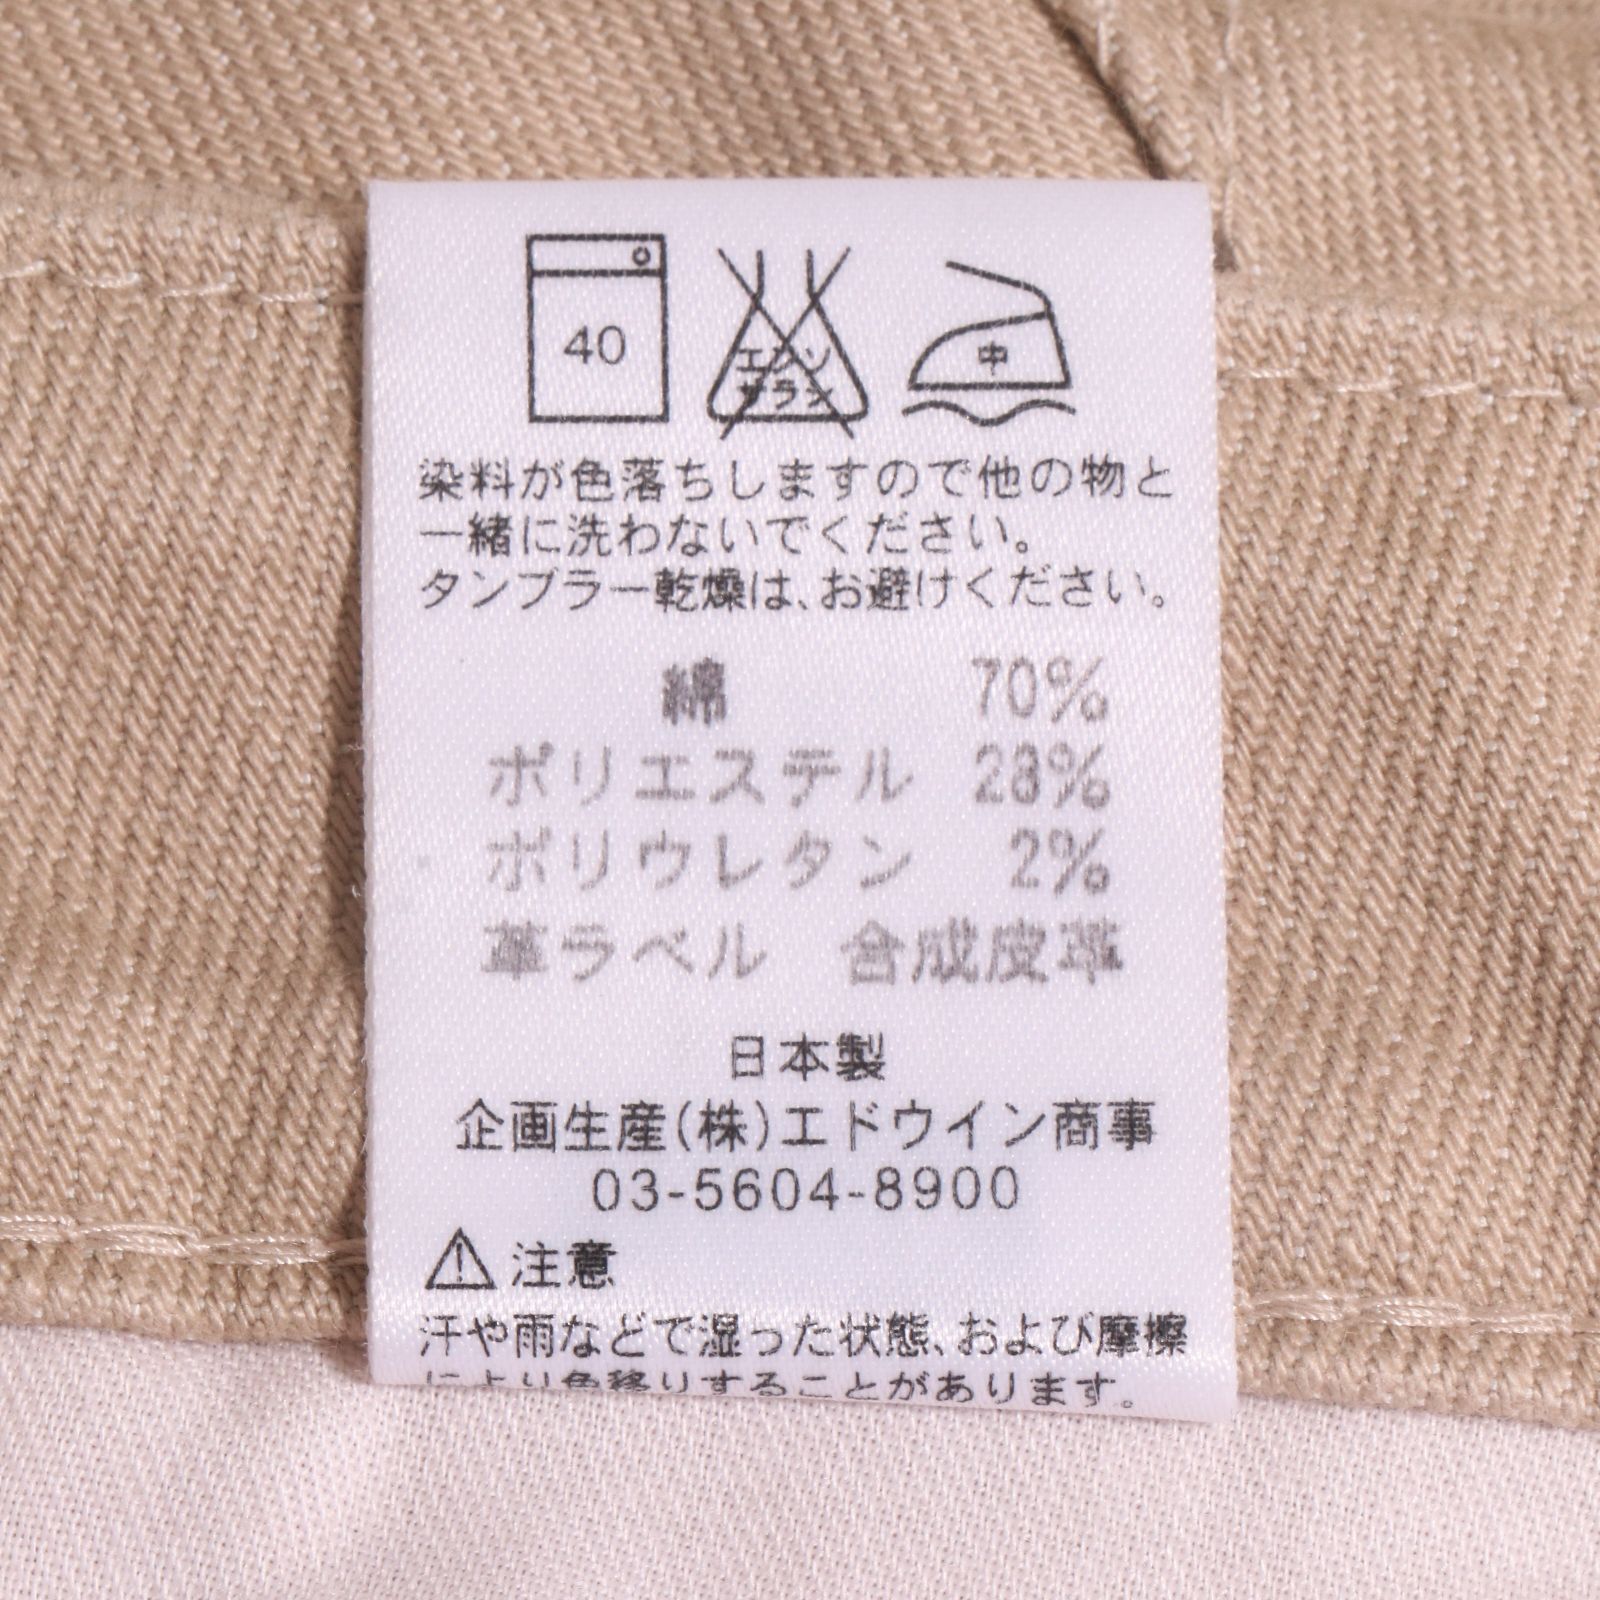 40
エンソ
サラシ
中
染料が色落ちしますので他の物と
一緒に洗わないでください。
タンブラー乾燥は、お避けください。
綿 70%
ポリエステル 28%
ポリウレタン 2%
革ラベル 合成皮革
日本製
企画生産(株)エドウイン商事
03-5604-8900
注意
汗や雨などで湿った状態、および摩擦
により色移りすることがあります。